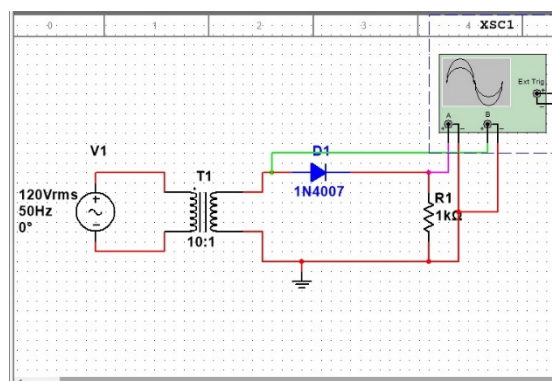 0 1 2 3 4
XSC1
Ext Trig
+
-
A B
+ - + -
V1
D1
T1
1N4007
120Vrms
50Hz
0°
R1
1kΩ
10:1